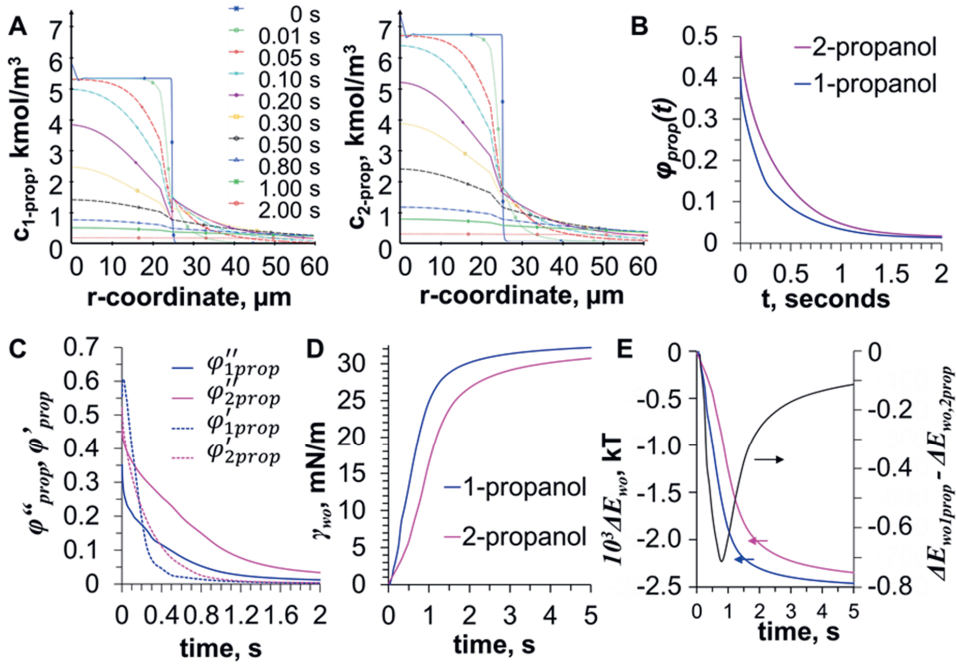 A
c1-prop, kmol/m³
7
6
5
4
3
2
1
0
0 10 20 30 40 50 60
r-coordinate, μm
0 s
0.01 s
0.05 s
0.10 s
0.20 s
0.30 s
0.50 s
0.80 s
1.00 s
2.00 s
c2-prop, kmol/m³
7
6
5
4
3
2
1
0
0 10 20 30 40 50 60
r-coordinate, μm
B
φprop(t)
0.5
0.4
0.3
0.2
0.1
0
0 0.5 1 1.5 2
t, seconds
2-propanol
1-propanol
C
φ“prop, φ’prop
0.7
0.6
0.5
0.4
0.3
0.2
0.1
0
0 0.4 0.8 1.2 1.6 2
time, s
φ''1prop
φ''2prop
φ'1prop
φ'2prop
D
γwo, mN/m
30
25
20
15
10
5
0
0 1 2 3 4 5
time, s
1-propanol
2-propanol
E
10³ΔEwo, kT
0
-0.5
-1.0
-1.5
-2.0
-2.5
0 1 2 3 4 5
time, s
0
-0.2
-0.4
-0.6
-0.8
ΔEwo1prop - ΔEwo,2prop